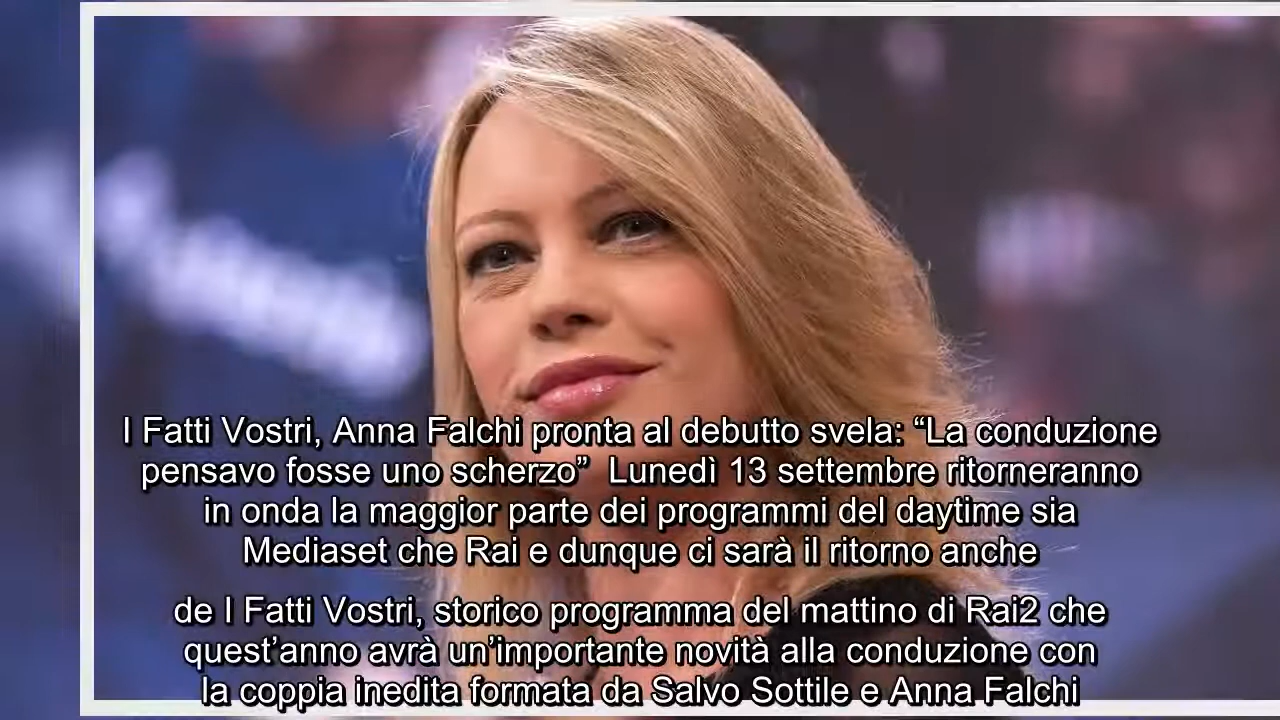 I Fatti Vostri, Anna Falchi pronta al debutto svela: “La conduzione
pensavo fosse uno scherzo”  Lunedì 13 settembre ritorneranno
in onda la maggior parte dei programmi del daytime sia
Mediaset che Rai e dunque ci sarà il ritorno anche
de I Fatti Vostri, storico programma del mattino di Rai2 che
quest’anno avrà un’importante novità alla conduzione con
la coppia inedita formata da Salvo Sottile e Anna Falchi